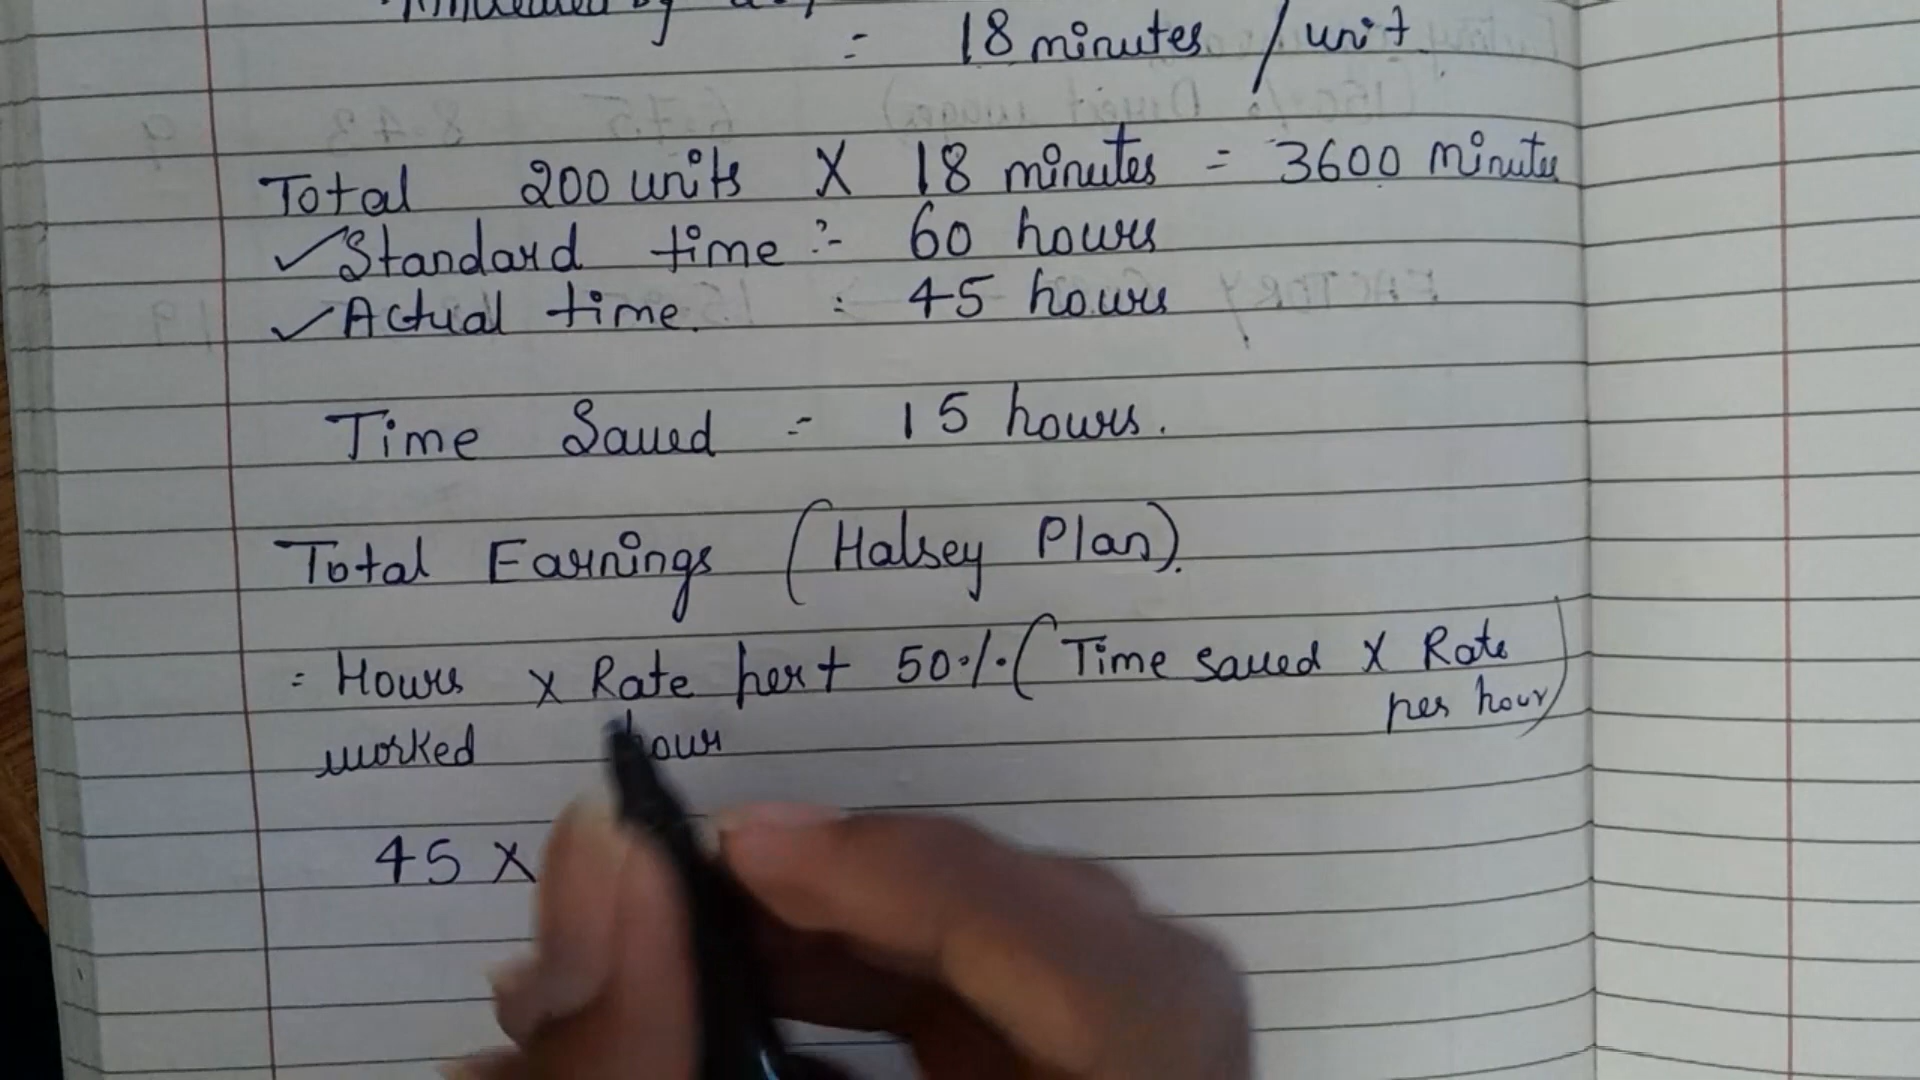 = 18 minutes / unit
Total 200 units X 18 minutes = 3600 minutes
✓Standard time :- 60 hours
✓Actual time. : 45 hours
Time Saved = 15 hours.
Total Earnings (Halsey Plan).
= Hours x Rate per + 50% (Time saved X Rate
worked hour per hour)
45 X